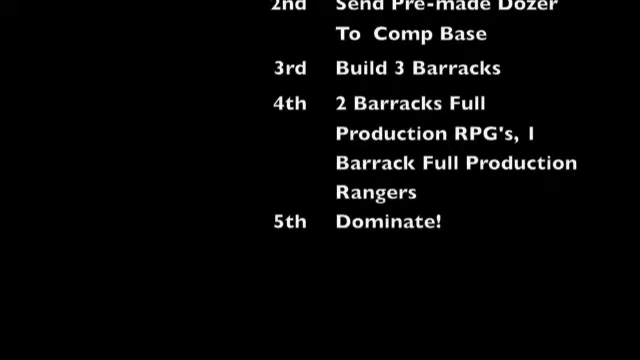 2nd Send Pre-made Dozer
To Comp Base
3rd Build 3 Barracks
4th 2 Barracks Full
Production RPG's, 1
Barrack Full Production
Rangers
5th Dominate!